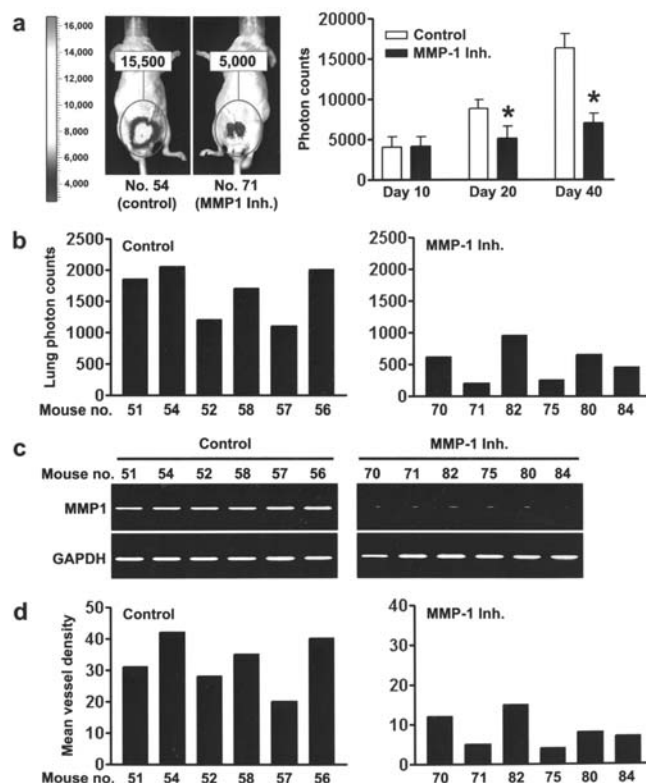 a
16,000
14,000
12,000
10,000
8,000
6,000
4,000
15,500
5,000
No. 54
(control)
No. 71
(MMP1 Inh.)
Photon counts
20000
15000
10000
5000
0
Control
MMP-1 Inh.
*
*
Day 10 Day 20 Day 40
b
Lung photon counts
2500
2000
1500
1000
500
0
Control
Mouse no. 51 54 52 58 57 56
2500
2000
1500
1000
500
0
MMP-1 Inh.
70 71 82 75 80 84
c
Control
MMP-1 Inh.
Mouse no. 51 54 52 58 57 56 70 71 82 75 80 84
MMP1
GAPDH
d
Mean vessel density
50
40
30
20
10
0
Control
Mouse no. 51 54 52 58 57 56
40
30
20
10
0
MMP-1 Inh.
70 71 82 75 80 84